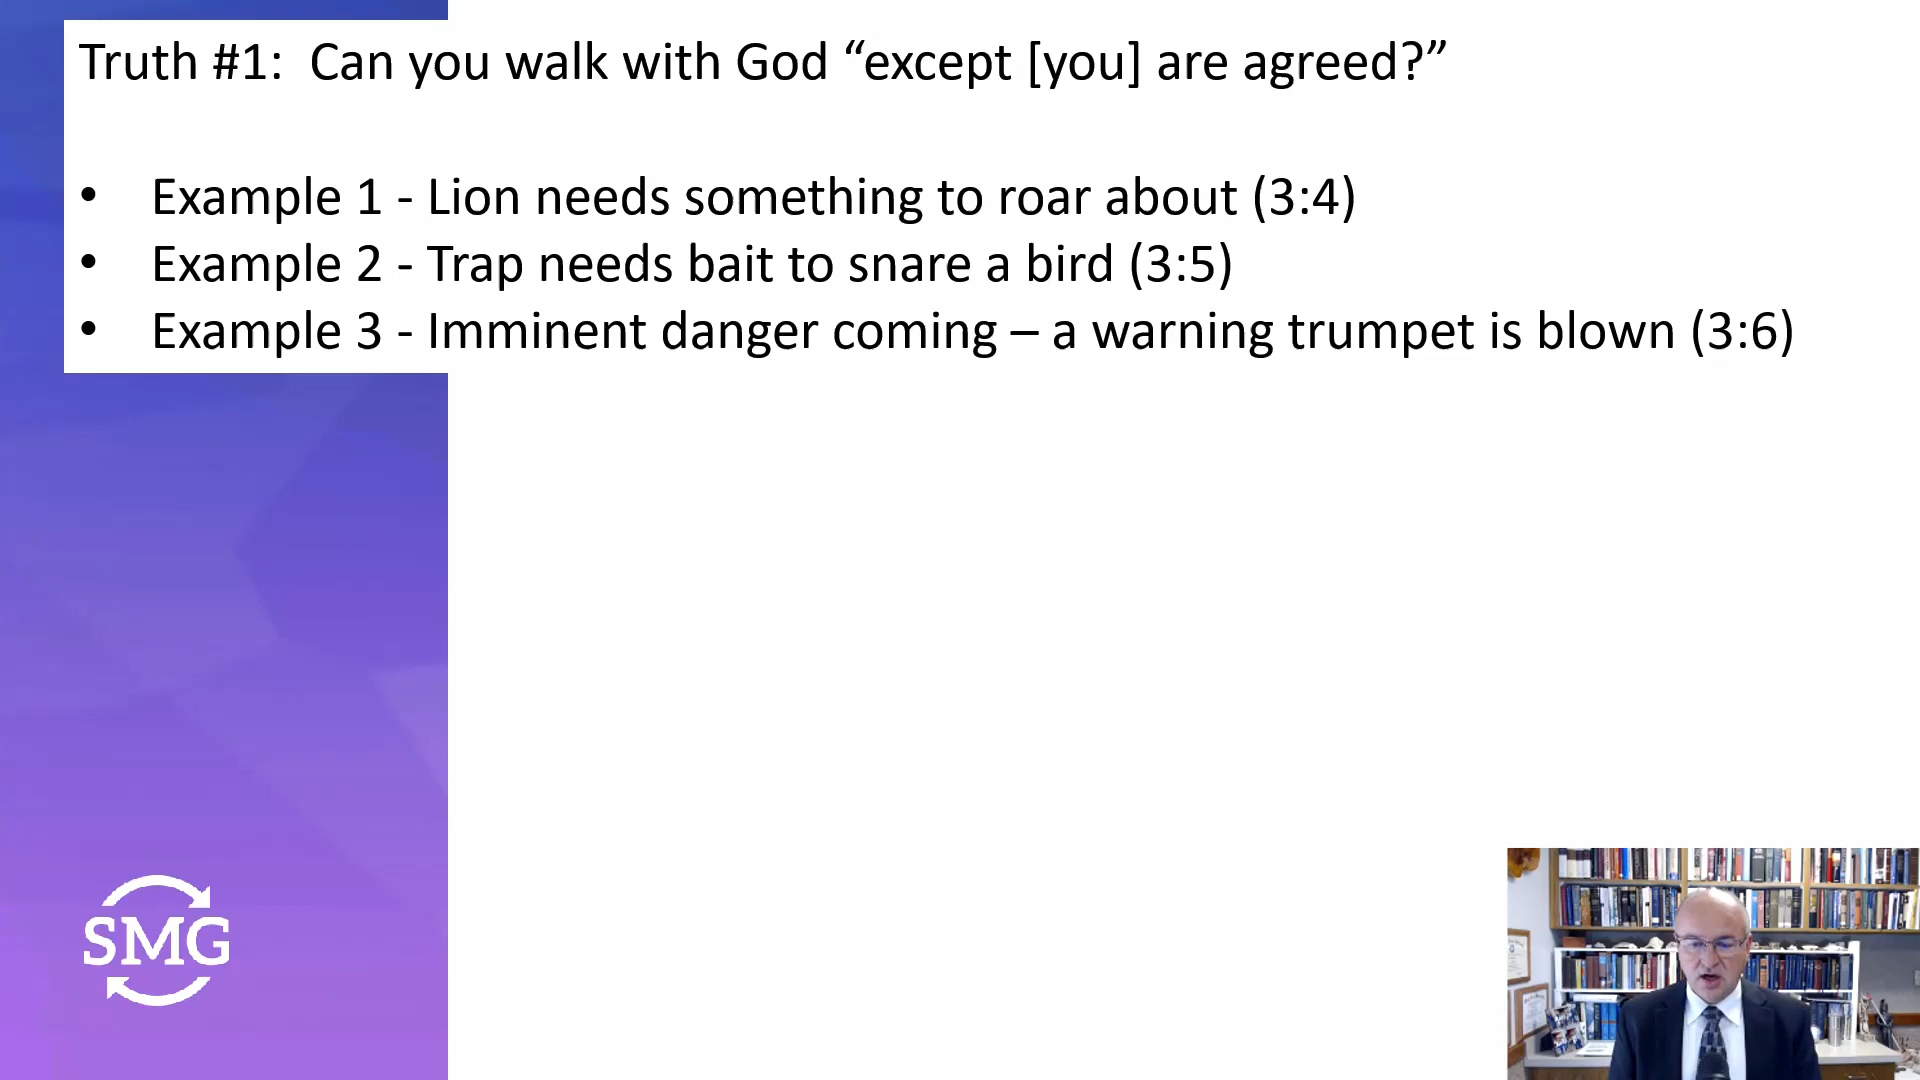 Truth #1:  Can you walk with God “except [you] are agreed?”
• Example 1 - Lion needs something to roar about (3:4)
• Example 2 - Trap needs bait to snare a bird (3:5)
• Example 3 - Imminent danger coming – a warning trumpet is blown (3:6)
SMG